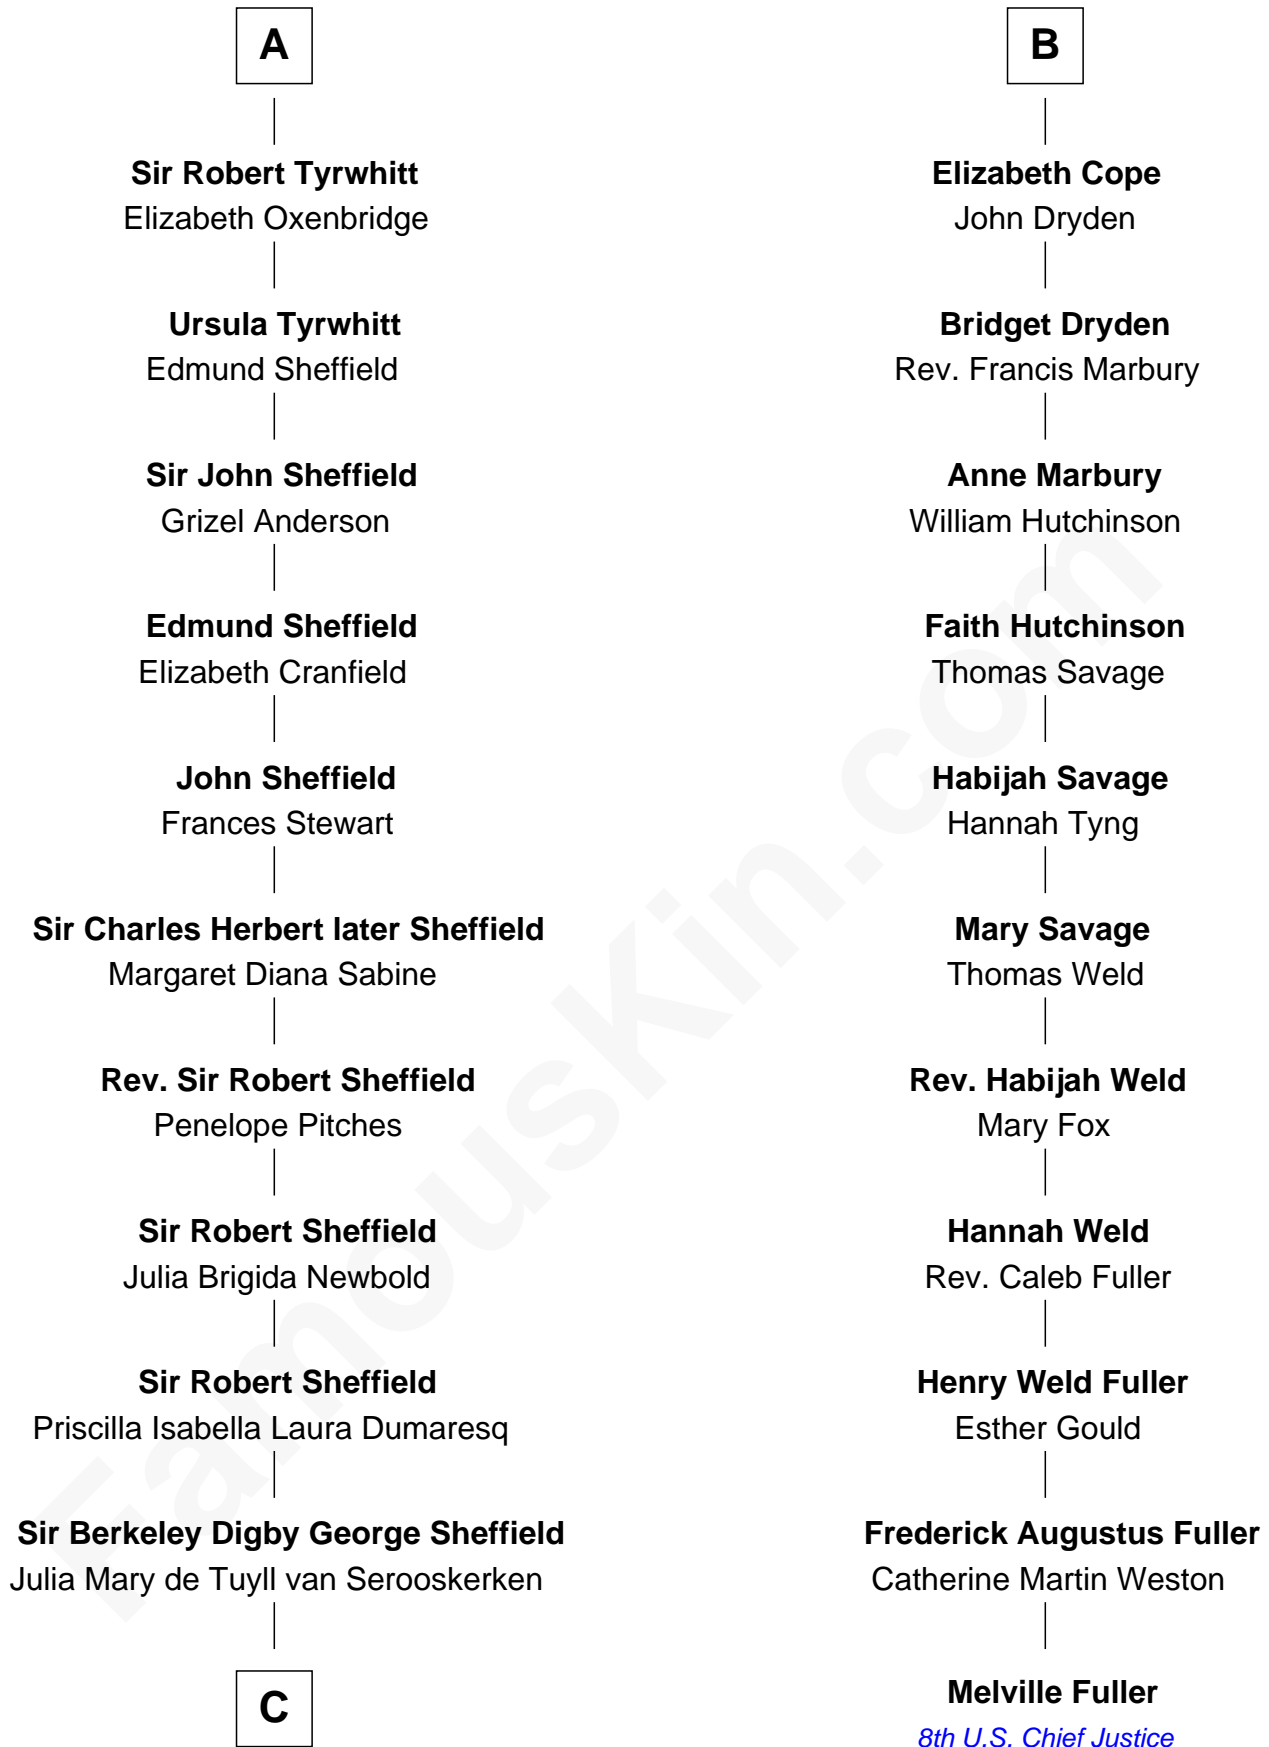 A
Sir Robert Tyrwhitt
Elizabeth Oxenbridge
Ursula Tyrwhitt
Edmund Sheffield
Sir John Sheffield
Grizel Anderson
Edmund Sheffield
Elizabeth Cranfield
John Sheffield
Frances Stewart
Sir Charles Herbert later Sheffield
Margaret Diana Sabine
Rev. Sir Robert Sheffield
Penelope Pitches
Sir Robert Sheffield
Julia Brigida Newbold
Sir Robert Sheffield
Priscilla Isabella Laura Dumaresq
Sir Berkeley Digby George Sheffield
Julia Mary de Tuyll van Serooskerken
C
B
Elizabeth Cope
John Dryden
Bridget Dryden
Rev. Francis Marbury
Anne Marbury
William Hutchinson
Faith Hutchinson
Thomas Savage
Habijah Savage
Hannah Tyng
Mary Savage
Thomas Weld
Rev. Habijah Weld
Mary Fox
Hannah Weld
Rev. Caleb Fuller
Henry Weld Fuller
Esther Gould
Frederick Augustus Fuller
Catherine Martin Weston
Melville Fuller
8th U.S. Chief Justice
FamousKin.com